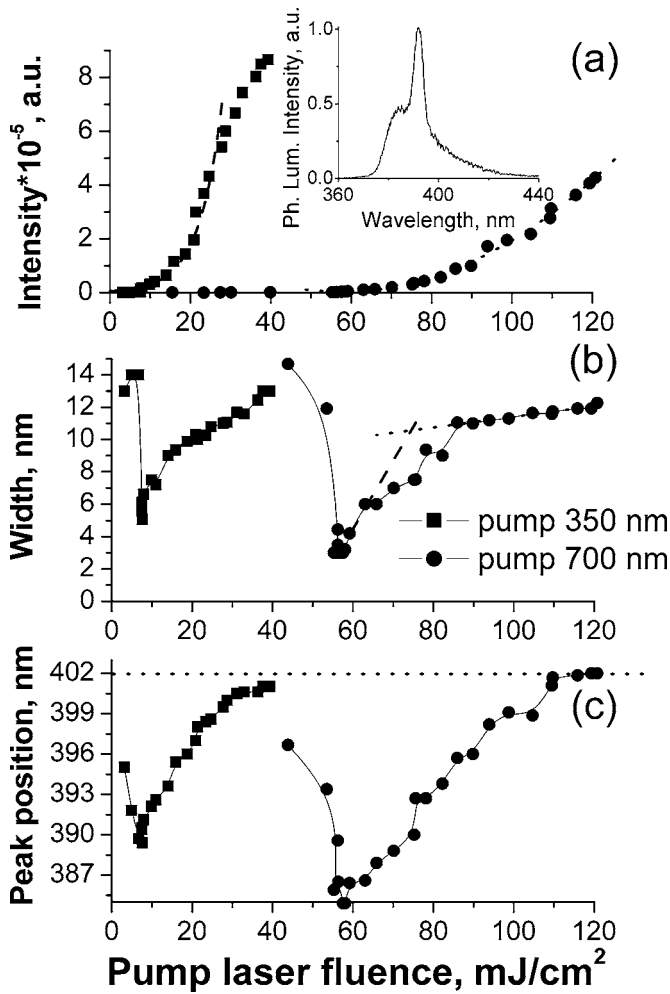 (a)
Intensity*10^-5, a.u.
8
6
4
2
0
0 20 40 60 80 100 120
Ph. Lum. Intensity, a.u.
1.0
0.5
0.0
360 400 440
Wavelength, nm
(b)
Width, nm
14
12
10
8
6
4
2
0
pump 350 nm
pump 700 nm
0 20 40 60 80 100 120
(c)
Peak position, nm
402
399
396
393
390
387
0 20 40 60 80 100 120
Pump laser fluence, mJ/cm^2